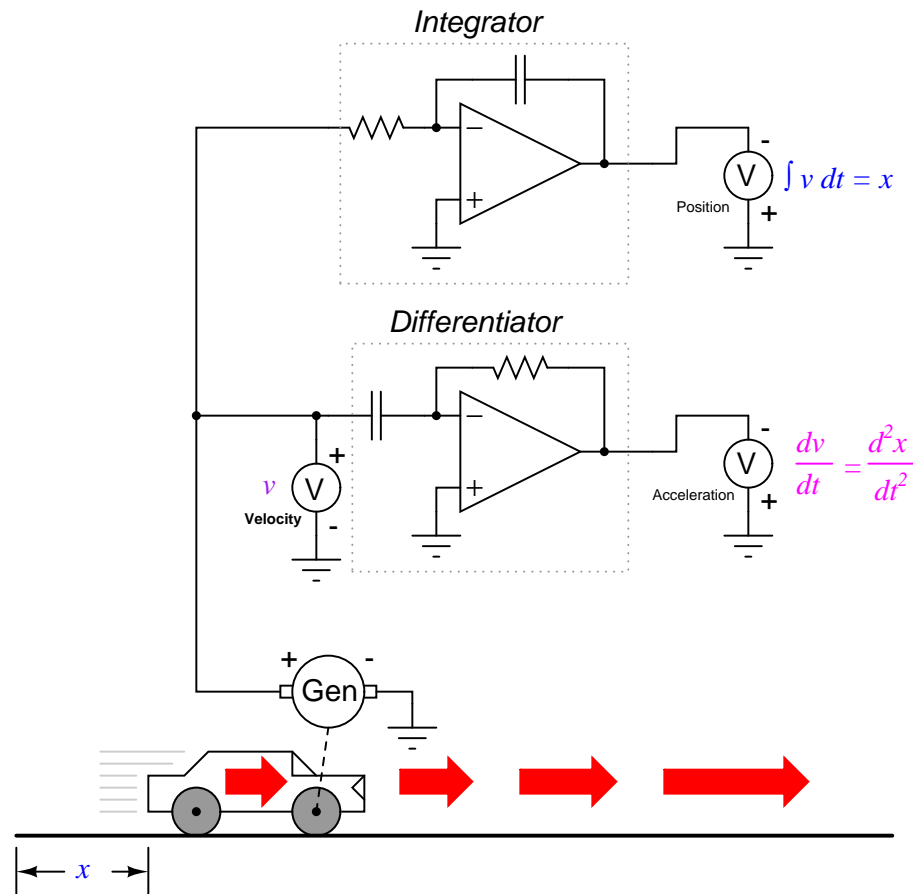 Integrator
−
+
-
V
+
Position
∫ v dt = x
Differentiator
−
+
-
V
+
Acceleration
dv/dt = d²x/dt²
+
V
-
v
Velocity
+
-
Gen
x